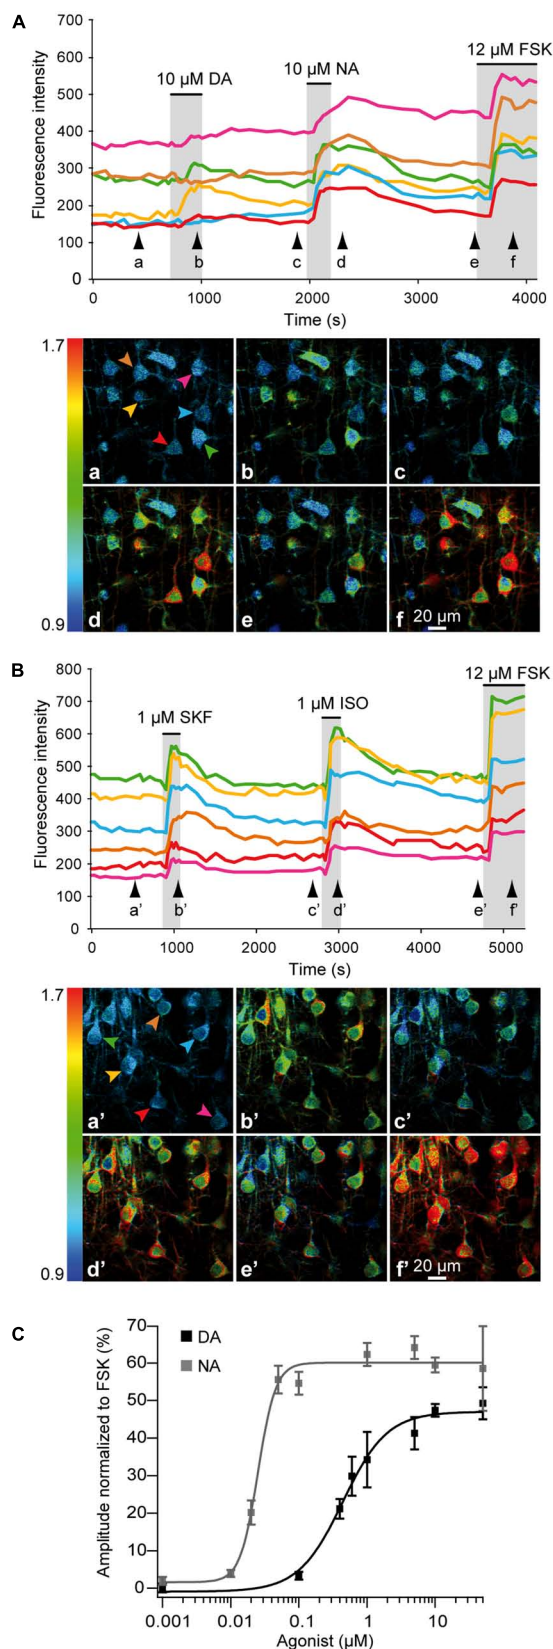 A
700
600
500
400
300
200
100
0
Fluorescence intensity
10 µM DA
10 µM NA
12 µM FSK
a b c d e f
0 1000 2000 3000 4000
Time (s)
1.7
0.9
a b c
d e f
20 µm
B
800
700
600
500
400
300
200
100
0
Fluorescence intensity
1 µM SKF
1 µM ISO
12 µM FSK
a’ b’ c’ d’ e’ f’
0 1000 2000 3000 4000 5000
Time (s)
1.7
0.9
a’ b’ c’
d’ e’ f’
20 µm
C
70
60
50
40
30
20
10
0
Amplitude normalized to FSK (%)
DA
NA
0.001 0.01 0.1 1 10
Agonist (µM)